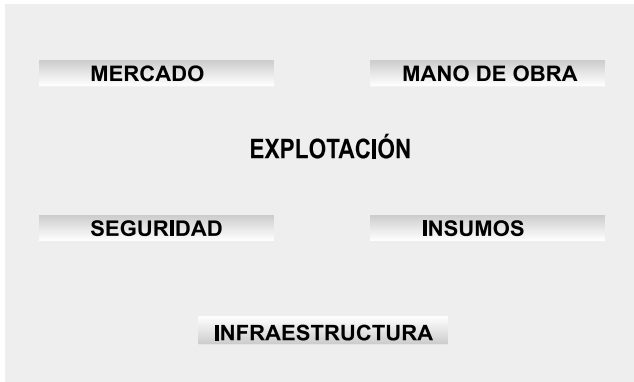 MERCADO
MANO DE OBRA
EXPLOTACIÓN
SEGURIDAD
INSUMOS
INFRAESTRUCTURA